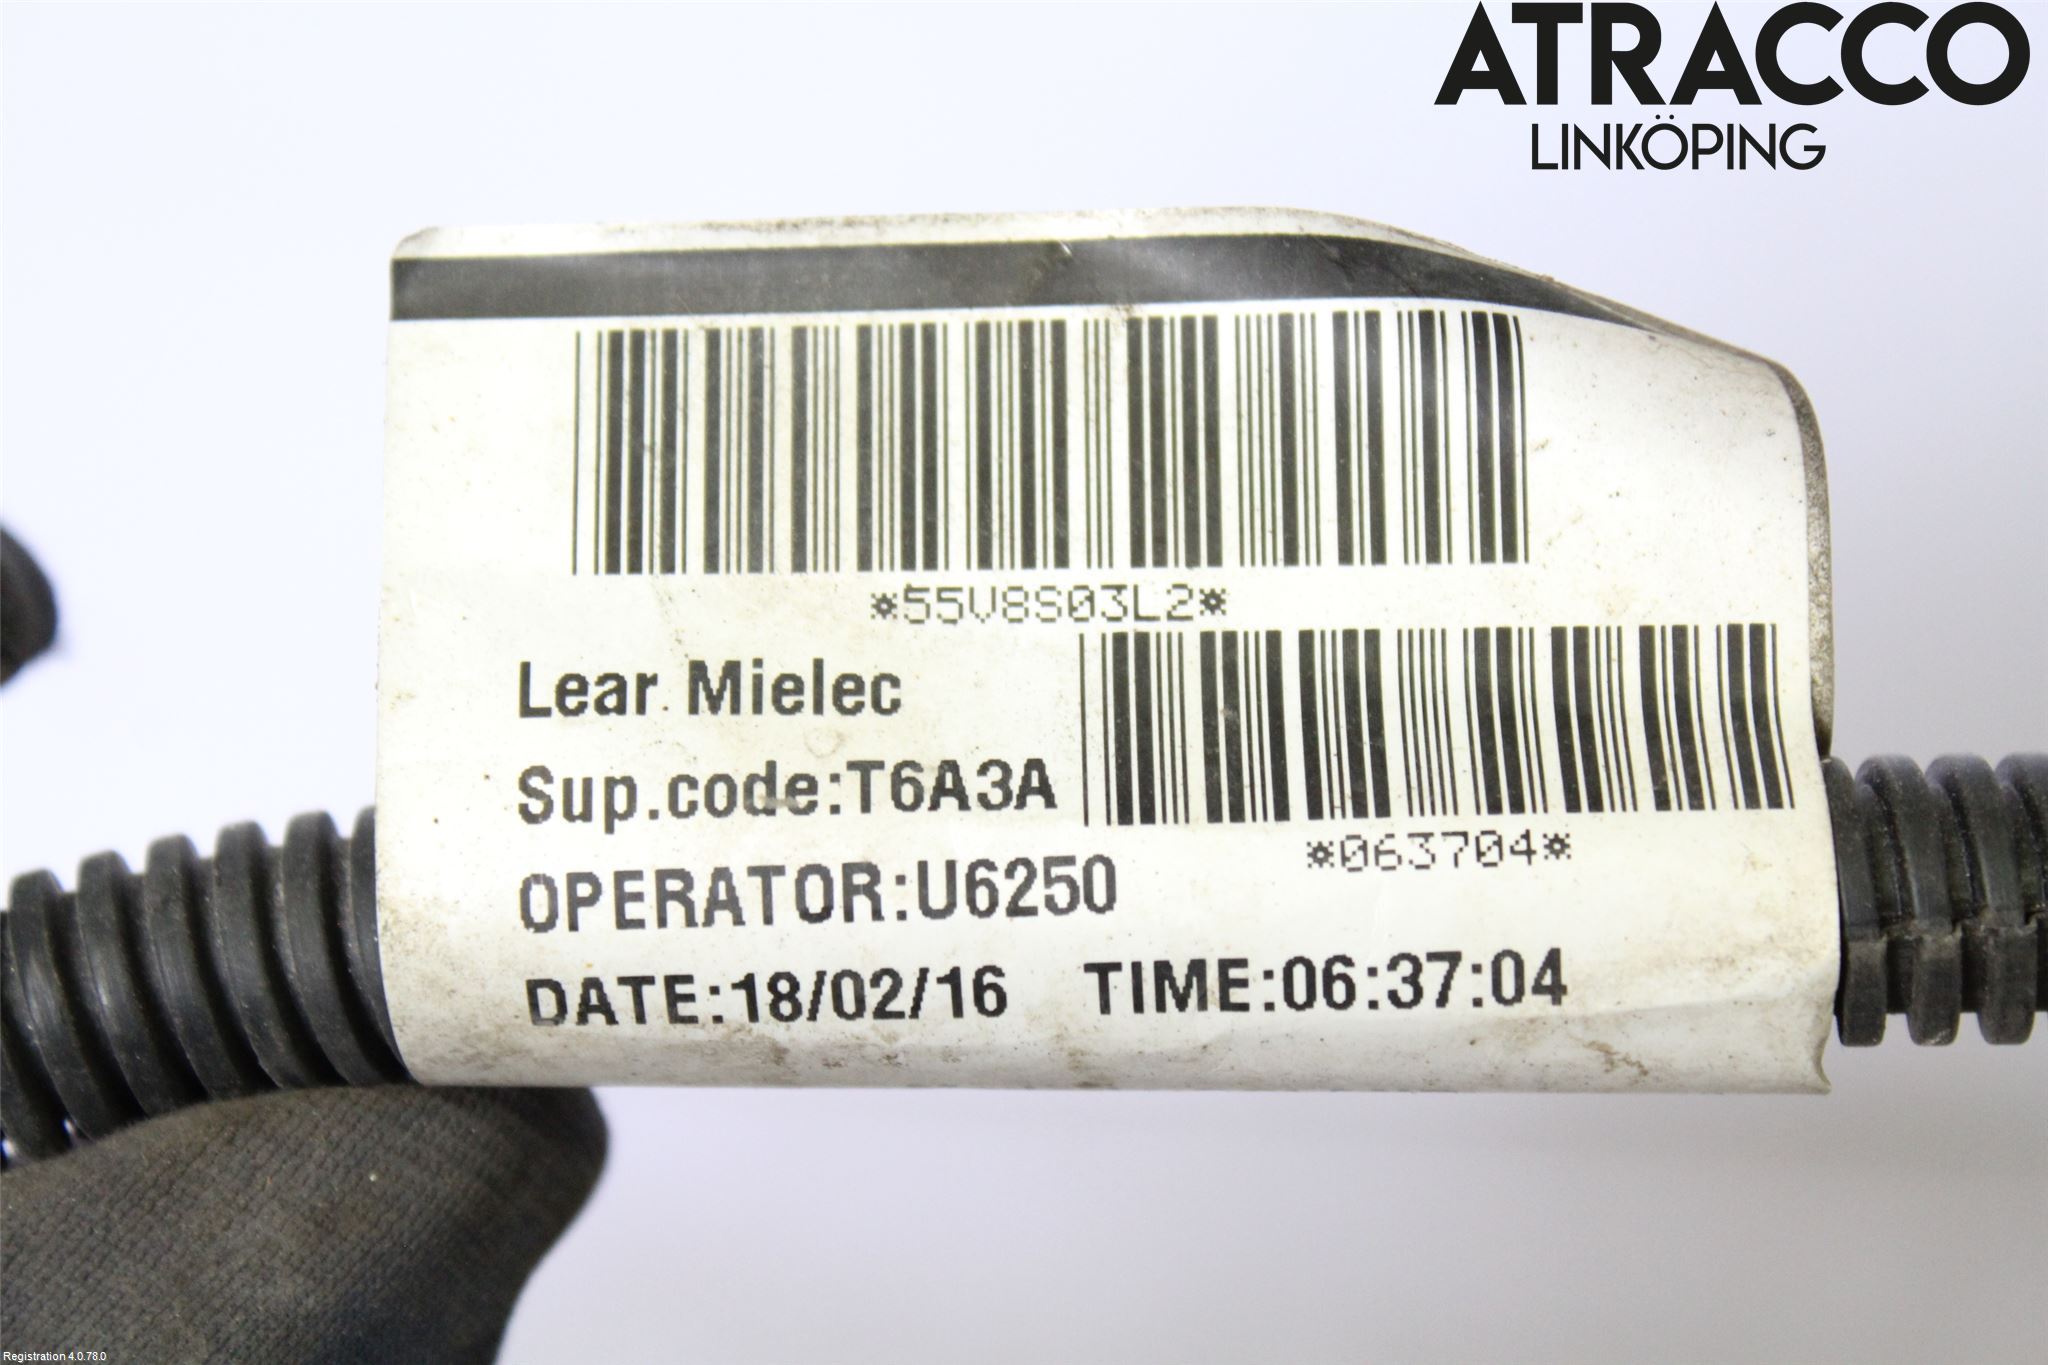 ATRACCO
LINKÖPING
*55V8S03L2*
Lear Mielec
Sup.code:T6A3A
*063704*
OPERATOR:U6250
DATE:18/02/16 TIME:06:37:04
Registration 4.0.78.0